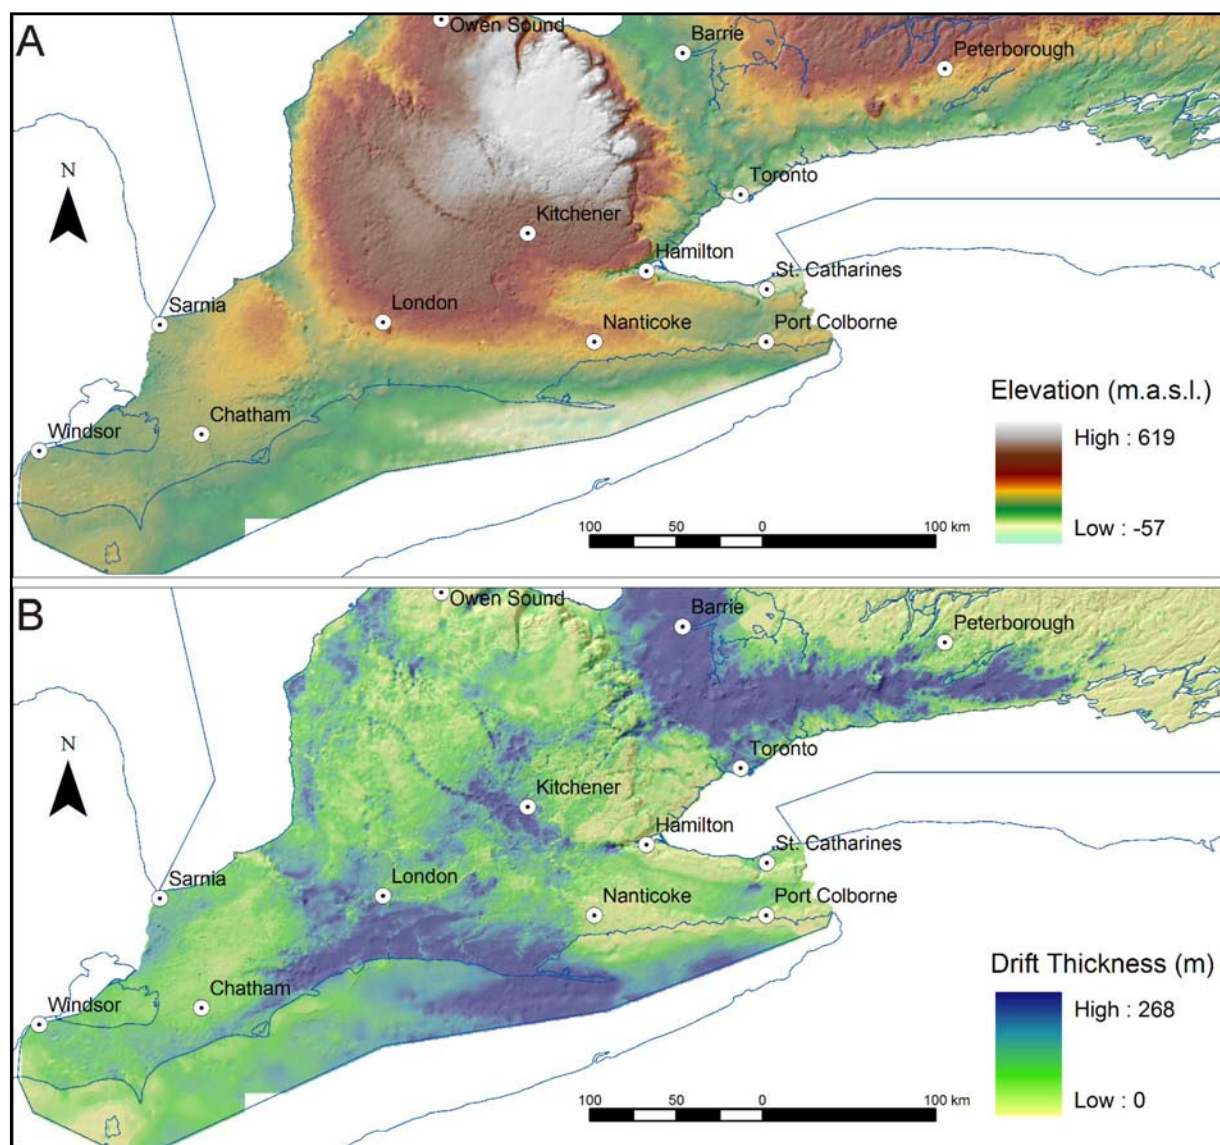 A
Owen Sound
Barrie
Peterborough
N
Toronto
Kitchener
Hamilton
St. Catharines
Sarnia
London
Nanticoke
Port Colborne
Elevation (m.a.s.l.)
Chatham
High : 619
Windsor
Low : -57
100 50 0 100 km
B
Owen Sound
Barrie
Peterborough
N
Toronto
Kitchener
Hamilton
St. Catharines
Sarnia
London
Nanticoke
Port Colborne
Drift Thickness (m)
Chatham
High : 268
Windsor
Low : 0
100 50 0 100 km